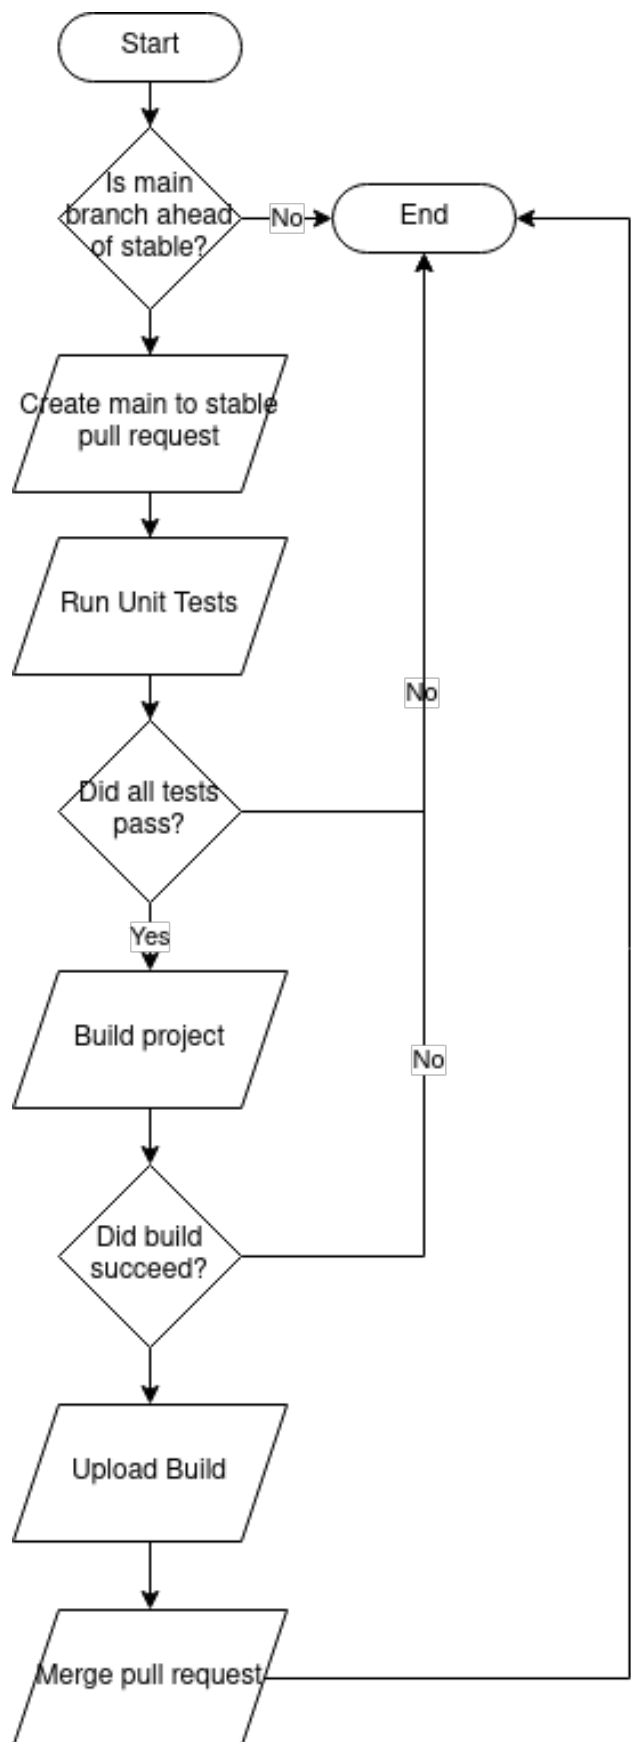 Start
Is main
branch ahead
of stable?
No
End
Create main to stable
pull request
Run Unit Tests
No
Did all tests
pass?
Yes
Build project
No
Did build
succeed?
Upload Build
Merge pull request